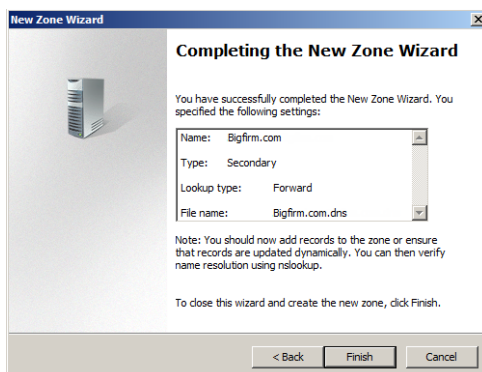 New Zone Wizard
Completing the New Zone Wizard
You have successfully completed the New Zone Wizard. You
specified the following settings:
Name: Bigfirm.com
Type: Secondary
Lookup type: Forward
File name: Bigfirm.com.dns
Note: You should now add records to the zone or ensure
that records are updated dynamically. You can then verify
name resolution using nslookup.
To close this wizard and create the new zone, click Finish.
< Back Finish Cancel